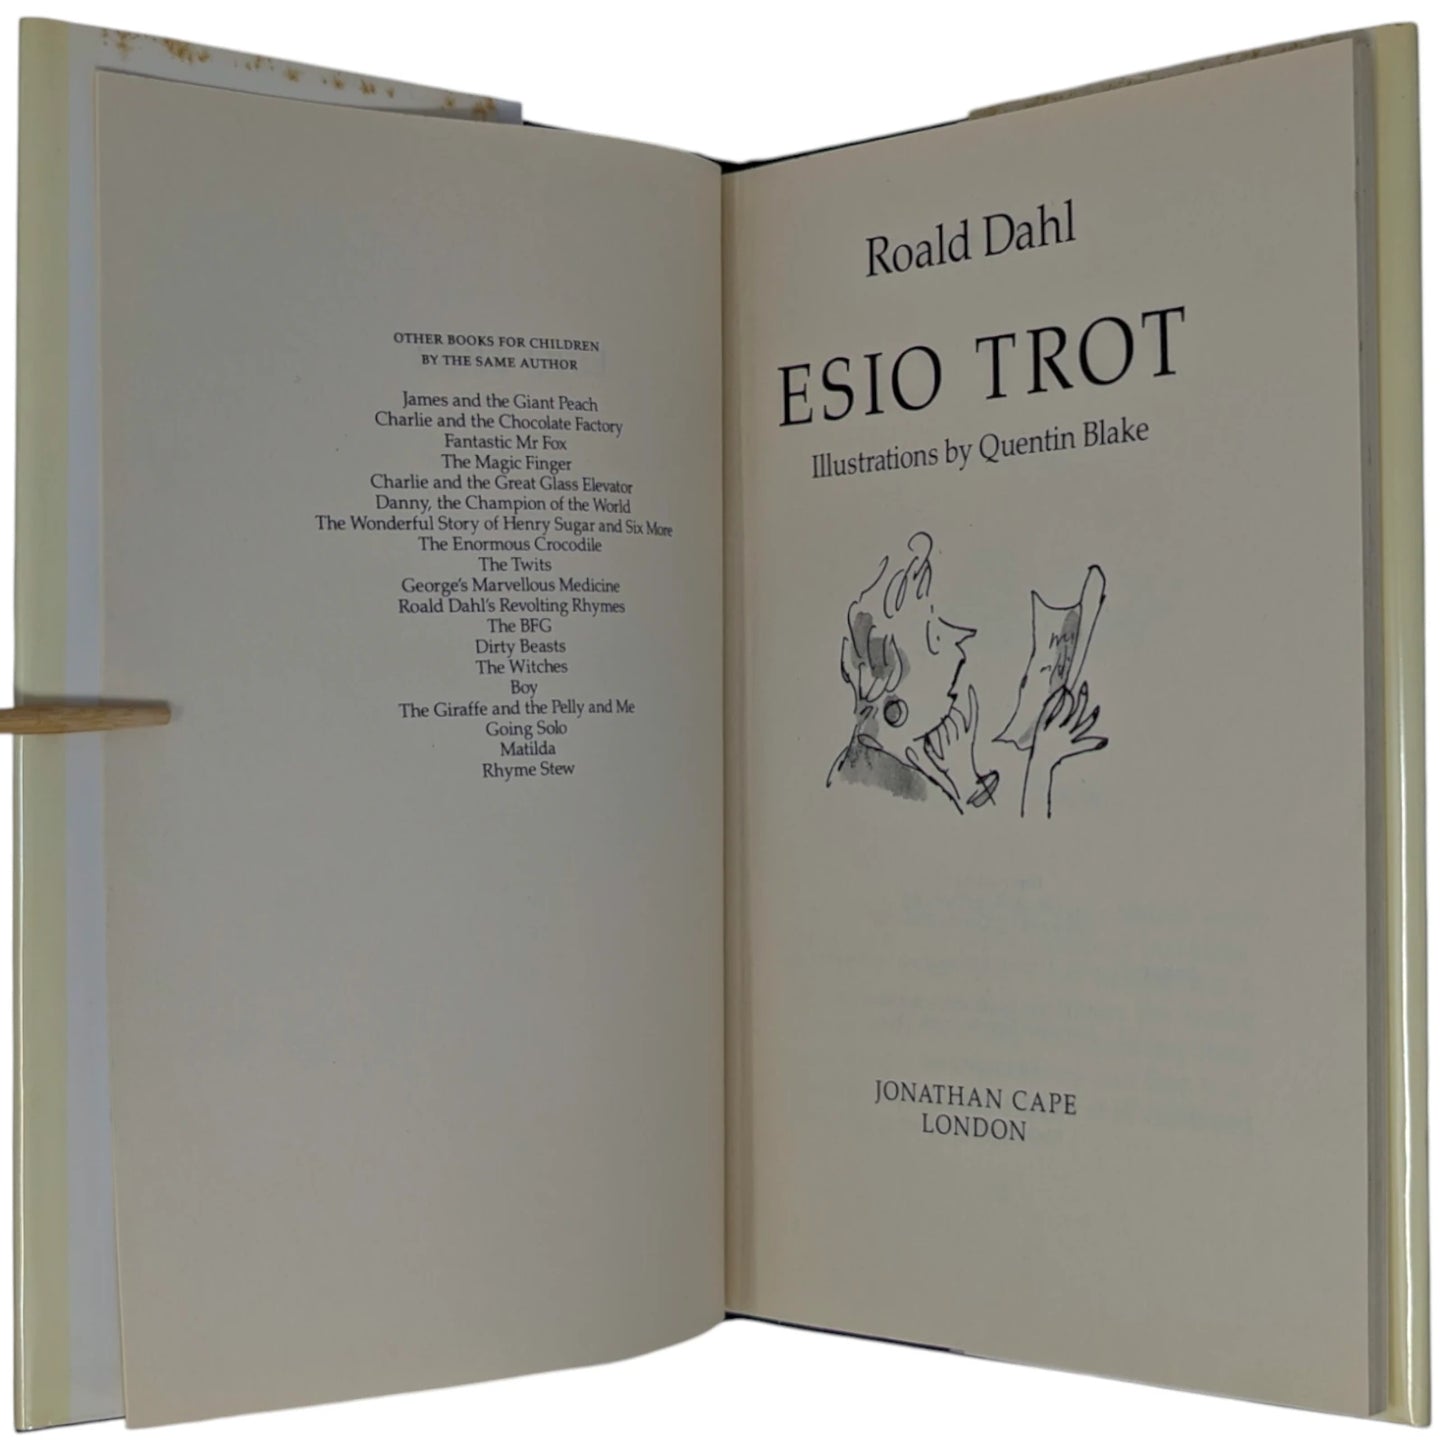 OTHER BOOKS FOR CHILDREN
BY THE SAME AUTHOR
James and the Giant Peach
Charlie and the Chocolate Factory
Fantastic Mr Fox
The Magic Finger
Charlie and the Great Glass Elevator
Danny, the Champion of the World
The Wonderful Story of Henry Sugar and Six More
The Enormous Crocodile
The Twits
George's Marvellous Medicine
Roald Dahl's Revolting Rhymes
The BFG
Dirty Beasts
The Witches
Boy
The Giraffe and the Pelly and Me
Going Solo
Matilda
Rhyme Stew
Roald Dahl
ESIO TROT
Illustrations by Quentin Blake
JONATHAN CAPE
LONDON